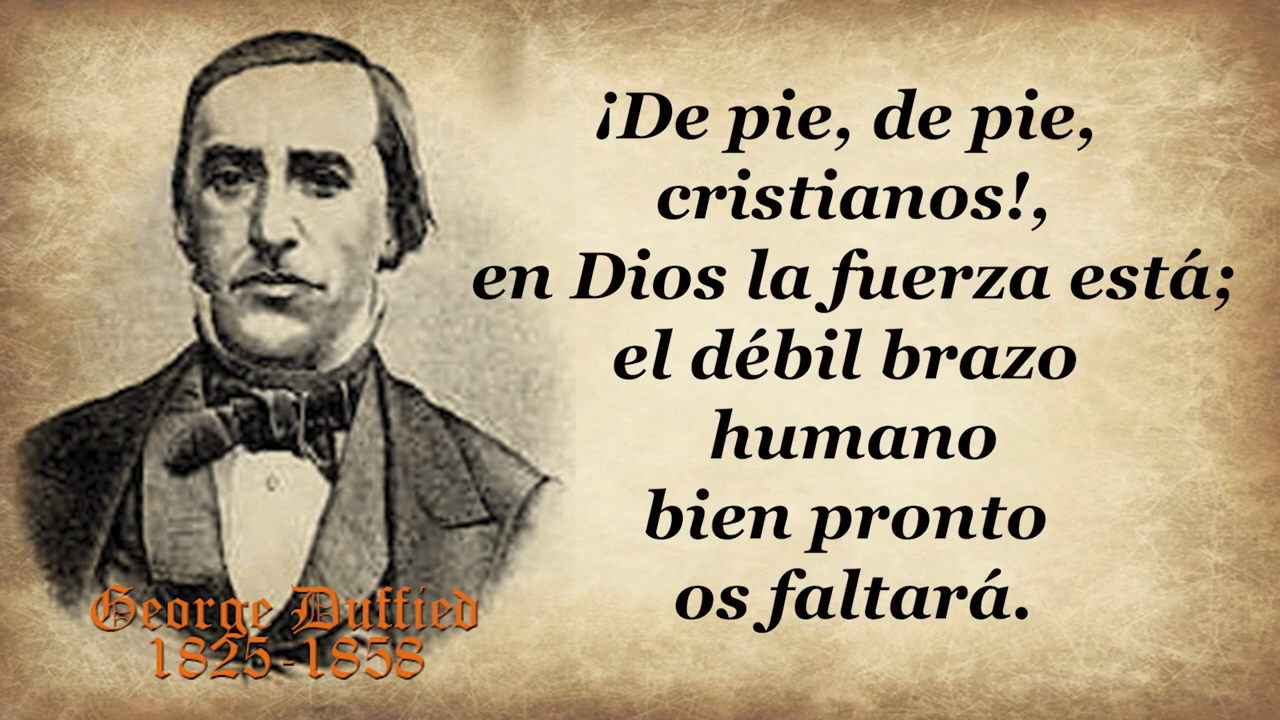 ¡De pie, de pie,
cristianos!,
en Dios la fuerza está;
el débil brazo
humano
bien pronto
os faltará.
George Duffied
1825-1858